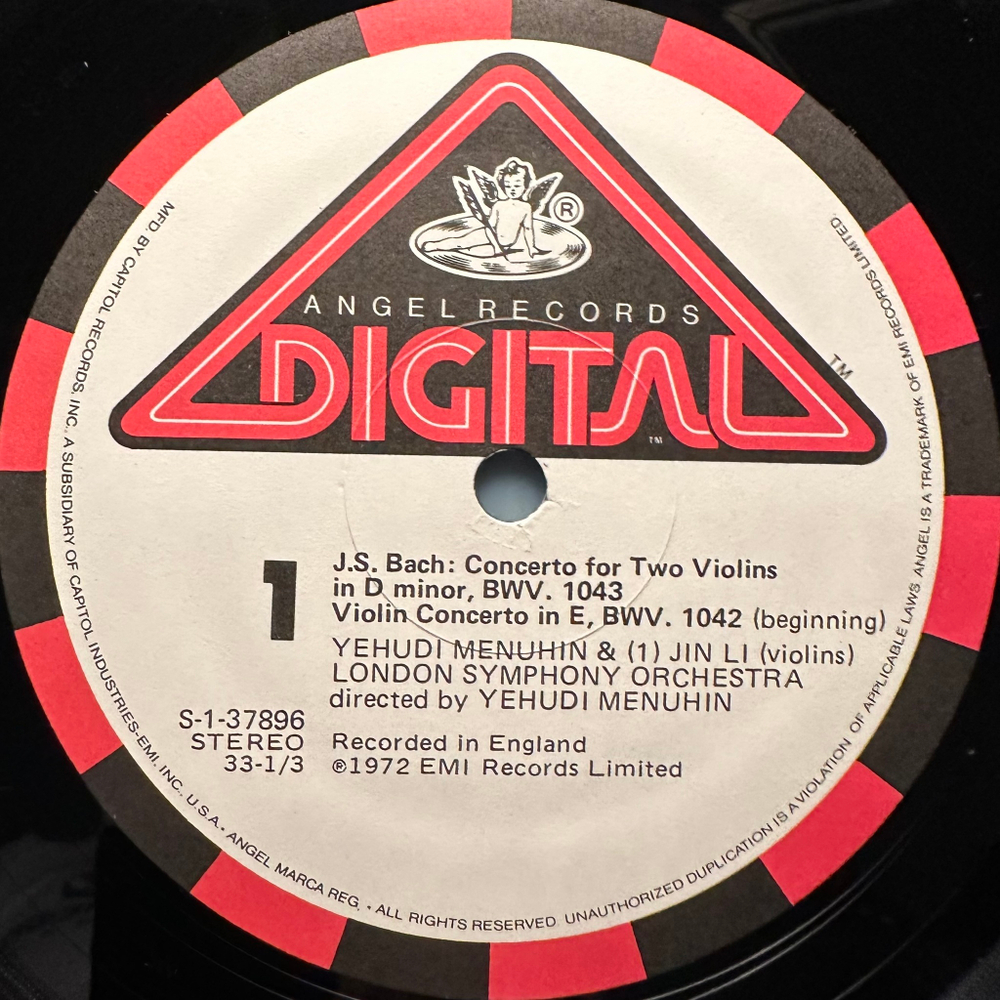 ®
ANGEL RECORDS
DIGITAL
TM
TM
1
J.S. Bach: Concerto for Two Violins
in D minor, BWV. 1043
Violin Concerto in E, BWV. 1042 (beginning)
YEHUDI MENUHIN & (1) JIN LI (violins)
LONDON SYMPHONY ORCHESTRA
directed by YEHUDI MENUHIN
S-1-37896
STEREO
33-1/3
Recorded in England
℗1972 EMI Records Limited
MFD. BY CAPITOL RECORDS, INC. A SUBSIDIARY OF CAPITOL INDUSTRIES-EMI, INC., U.S.A. • ANGEL MARCA REG. • ALL RIGHTS RESERVED. UNAUTHORIZED DUPLICATION IS A VIOLATION OF APPLICABLE LAWS ANGEL IS A TRADEMARK OF EMI RECORDS LIMITED.